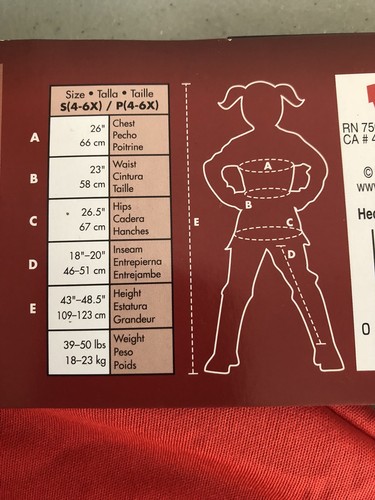 Size • Talla • Taille
S(4-6X) / P(4-6X)
A
26"
66 cm
Chest
Pecho
Poitrine
B
23"
58 cm
Waist
Cintura
Taille
C
26.5"
67 cm
Hips
Cadera
Hanches
D
18"–20"
46–51 cm
Inseam
Entrepierna
Entrejambe
E
43"-48.5"
109–123 cm
Height
Estatura
Grandeur
39–50 lbs
18–23 kg
Weight
Peso
Poids
A
B
C
D
E
RN 75
CA # 4
©
www
Hec
0